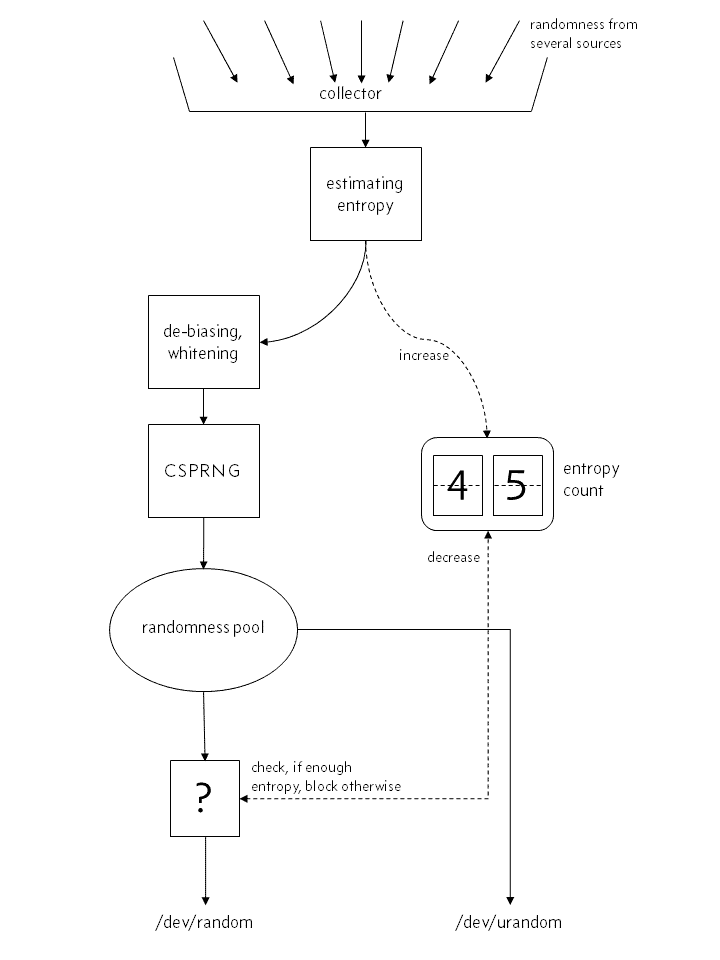 randomness from
several sources
collector
estimating
entropy
de-biasing,
whitening
increase
CSPRNG
4 5
entropy
count
decrease
randomness pool
check, if enough
entropy, block otherwise
?
/dev/random
/dev/urandom